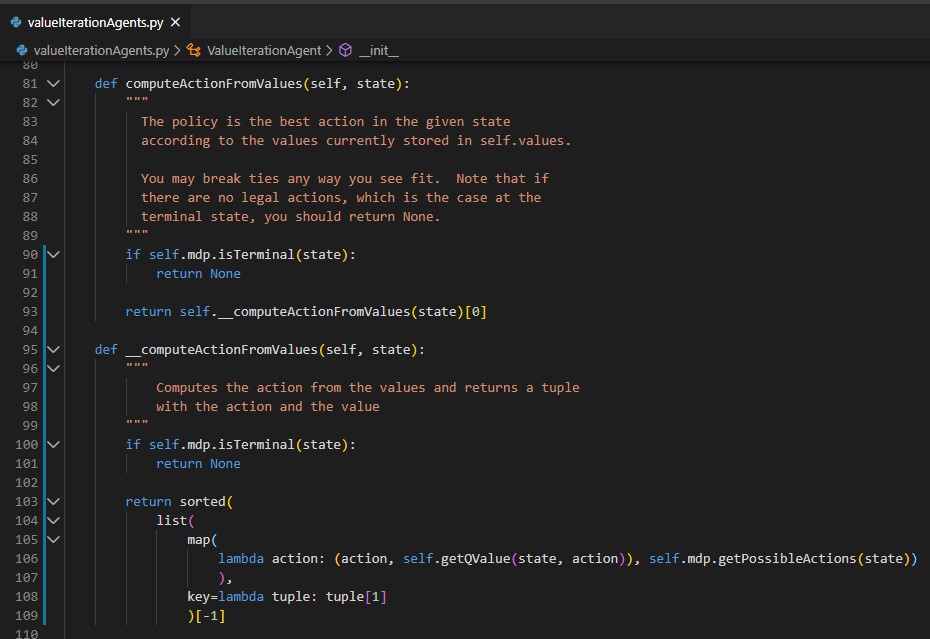 valueIterationAgents.py ×
valueIterationAgents.py > ValueIterationAgent > __init__
80
81 def computeActionFromValues(self, state):
82 """
83 The policy is the best action in the given state
84 according to the values currently stored in self.values.
85
86 You may break ties any way you see fit.  Note that if
87 there are no legal actions, which is the case at the
88 terminal state, you should return None.
89 """
90 if self.mdp.isTerminal(state):
91 return None
92
93 return self.__computeActionFromValues(state)[0]
94
95 def __computeActionFromValues(self, state):
96 """
97 Computes the action from the values and returns a tuple
98 with the action and the value
99 """
100 if self.mdp.isTerminal(state):
101 return None
102
103 return sorted(
104 list(
105 map(
106 lambda action: (action, self.getQValue(state, action)), self.mdp.getPossibleActions(state))
107 ),
108 key=lambda tuple: tuple[1]
109 )[-1]
110